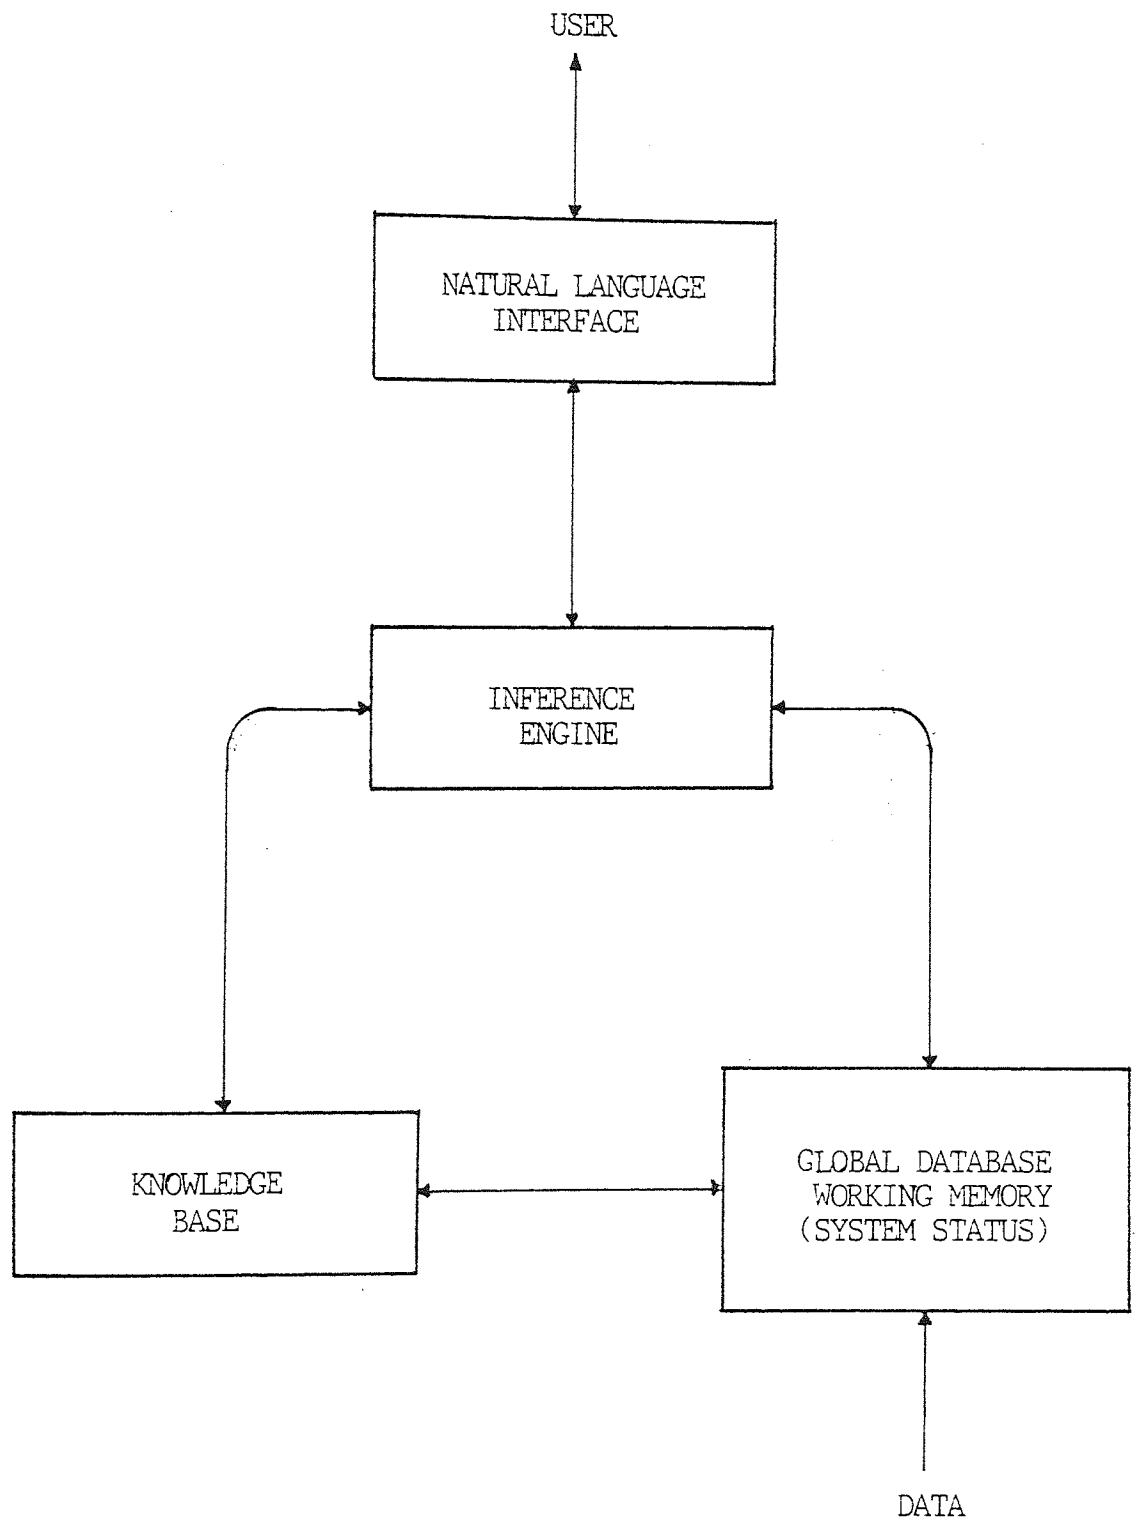 USER
NATURAL LANGUAGE
INTERFACE
INFERENCE
ENGINE
KNOWLEDGE
BASE
GLOBAL DATABASE
WORKING MEMORY
(SYSTEM STATUS)
DATA